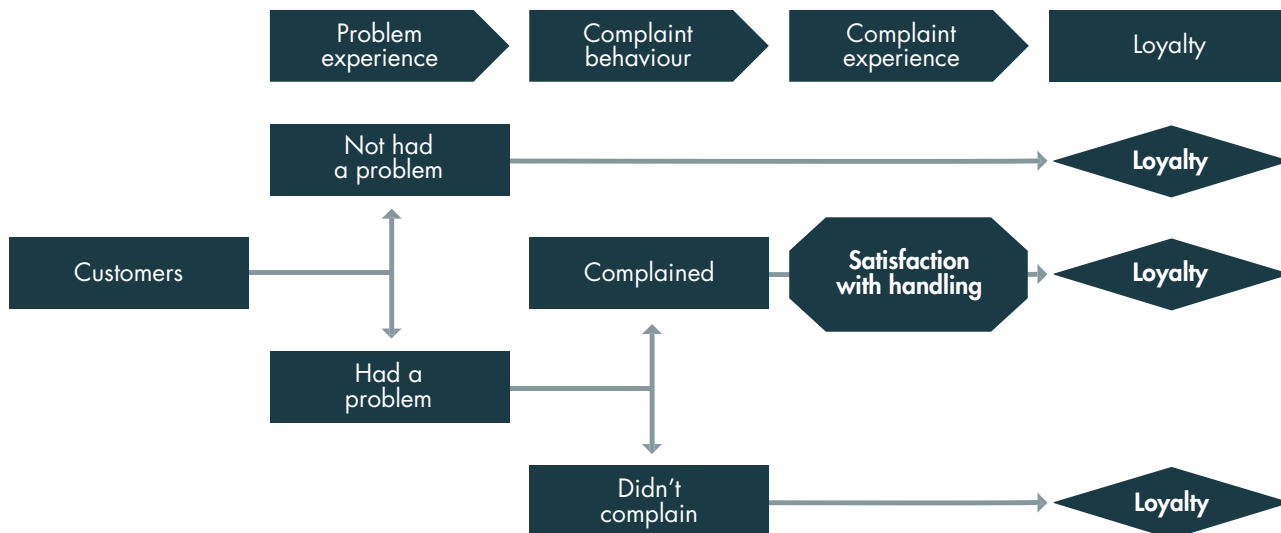 Problem
experience
Complaint
behaviour
Complaint
experience
Loyalty
Not had
a problem
Loyalty
Customers
Complained
Satisfaction
with handling
Loyalty
Had a
problem
Didn’t
complain
Loyalty